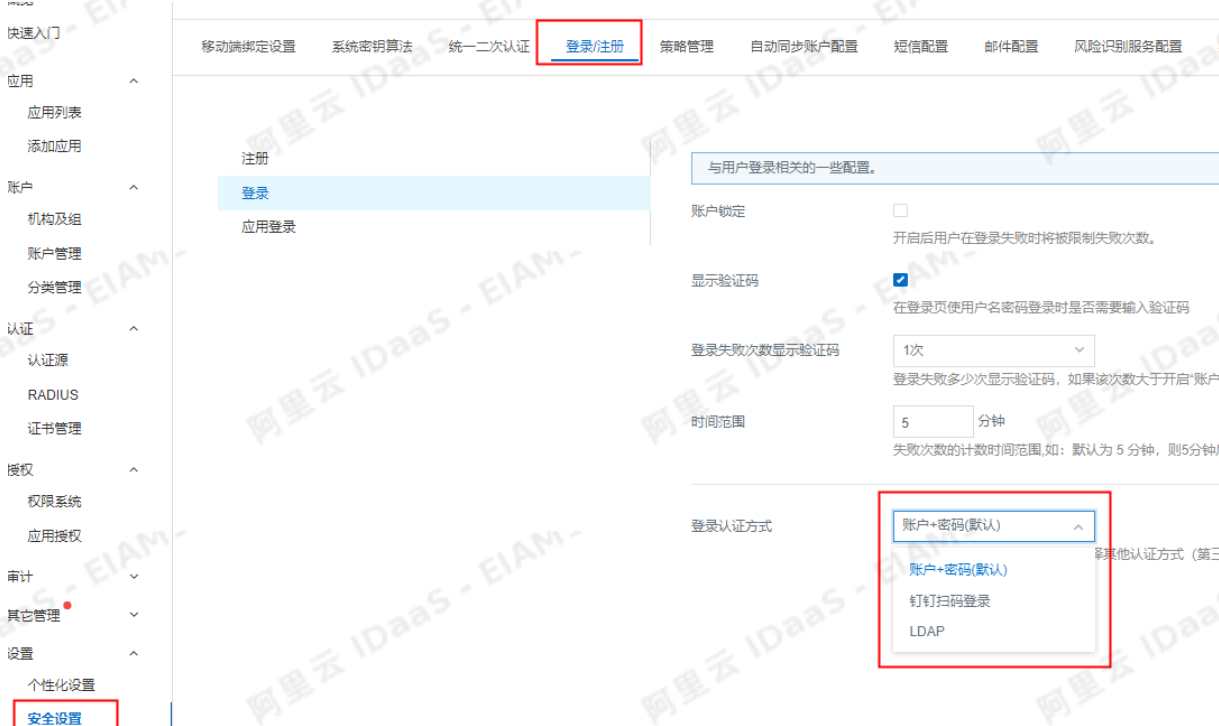 快速入门
应用
应用列表
添加应用
账户
机构及组
账户管理
分类管理
认证
认证源
RADIUS
证书管理
授权
权限系统
应用授权
审计
其它管理
设置
个性化设置
安全设置
移动端绑定设置 系统密钥算法 统一二次认证 登录/注册 策略管理 自动同步账户配置 短信配置 邮件配置 风险识别服务配置
注册
登录
应用登录
与用户登录相关的一些配置。
账户锁定
开启后用户在登录失败时将被限制失败次数。
显示验证码
在登录页使用户名密码登录时是否需要输入验证码
登录失败次数显示验证码 1次
登录失败多少次显示验证码，如果该次数大于开启“账户
时间范围 5 分钟
失败次数的计数时间范围,如：默认为 5 分钟，则5分钟
登录认证方式 账户+密码(默认)
择其他认证方式（第三
账户+密码(默认)
钉钉扫码登录
LDAP
阿里云 IDaaS - EIAM-